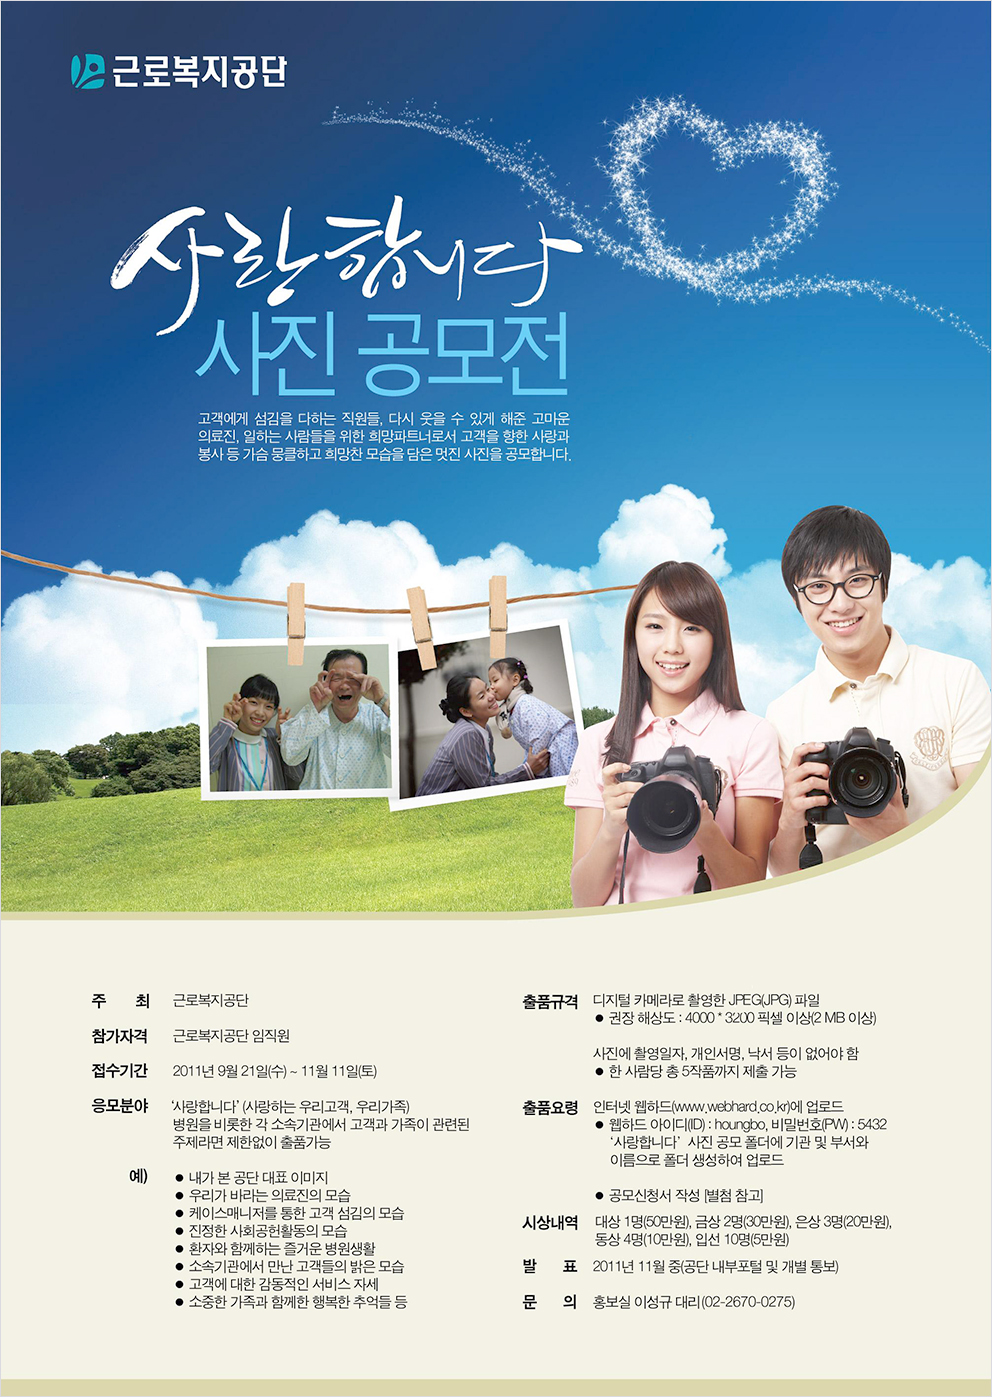 근로복지공단
사랑합니다
사진 공모전
고객에게 섬김을 다하는 직원들, 다시 웃을 수 있게 해준 고마운
의료진, 일하는 사람들을 위한 희망파트너로서 고객을 향한 사랑과
봉사 등 가슴 뭉클하고 희망찬 모습을 담은 멋진 사진을 공모합니다.
주 최 근로복지공단
참가자격 근로복지공단 임직원
접수기간 2011년 9월 21일(수) ~ 11월 11일(토)
응모분야 ‘사랑합니다’ (사랑하는 우리고객, 우리가족)
병원을 비롯한 각 소속기관에서 고객과 가족이 관련된
주제라면 제한없이 출품가능
예) ● 내가 본 공단 대표 이미지
● 우리가 바라는 의료진의 모습
● 케이스매니저를 통한 고객 섬김의 모습
● 진정한 사회공헌활동의 모습
● 환자와 함께하는 즐거운 병원생활
● 소속기관에서 만난 고객들의 밝은 모습
● 고객에 대한 감동적인 서비스 자세
● 소중한 가족과 함께한 행복한 추억들 등
출품규격 디지털 카메라로 촬영한 JPEG(JPG) 파일
● 권장 해상도 : 4000 * 3200 픽셀 이상(2 MB 이상)
사진에 촬영일자, 개인서명, 낙서 등이 없어야 함
● 한 사람당 총 5작품까지 제출 가능
출품요령 인터넷 웹하드(www.webhard.co.kr)에 업로드
● 웹하드 아이디(ID) : houngbo, 비밀번호(PW) : 5432
‘사랑합니다’ 사진 공모 폴더에 기관 및 부서와
이름으로 폴더 생성하여 업로드
● 공모신청서 작성 [별첨 참고]
시상내역 대상 1명(50만원), 금상 2명(30만원), 은상 3명(20만원),
동상 4명(10만원), 입선 10명(5만원)
발 표 2011년 11월 중(공단 내부포털 및 개별 통보)
문 의 홍보실 이성규 대리(02-2670-0275)